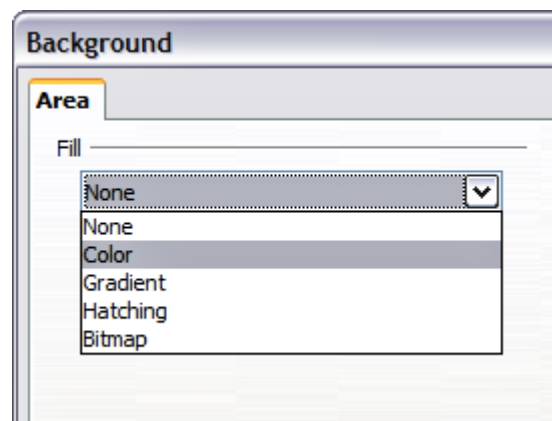 Background
Area
Fill
None
None
Color
Gradient
Hatching
Bitmap